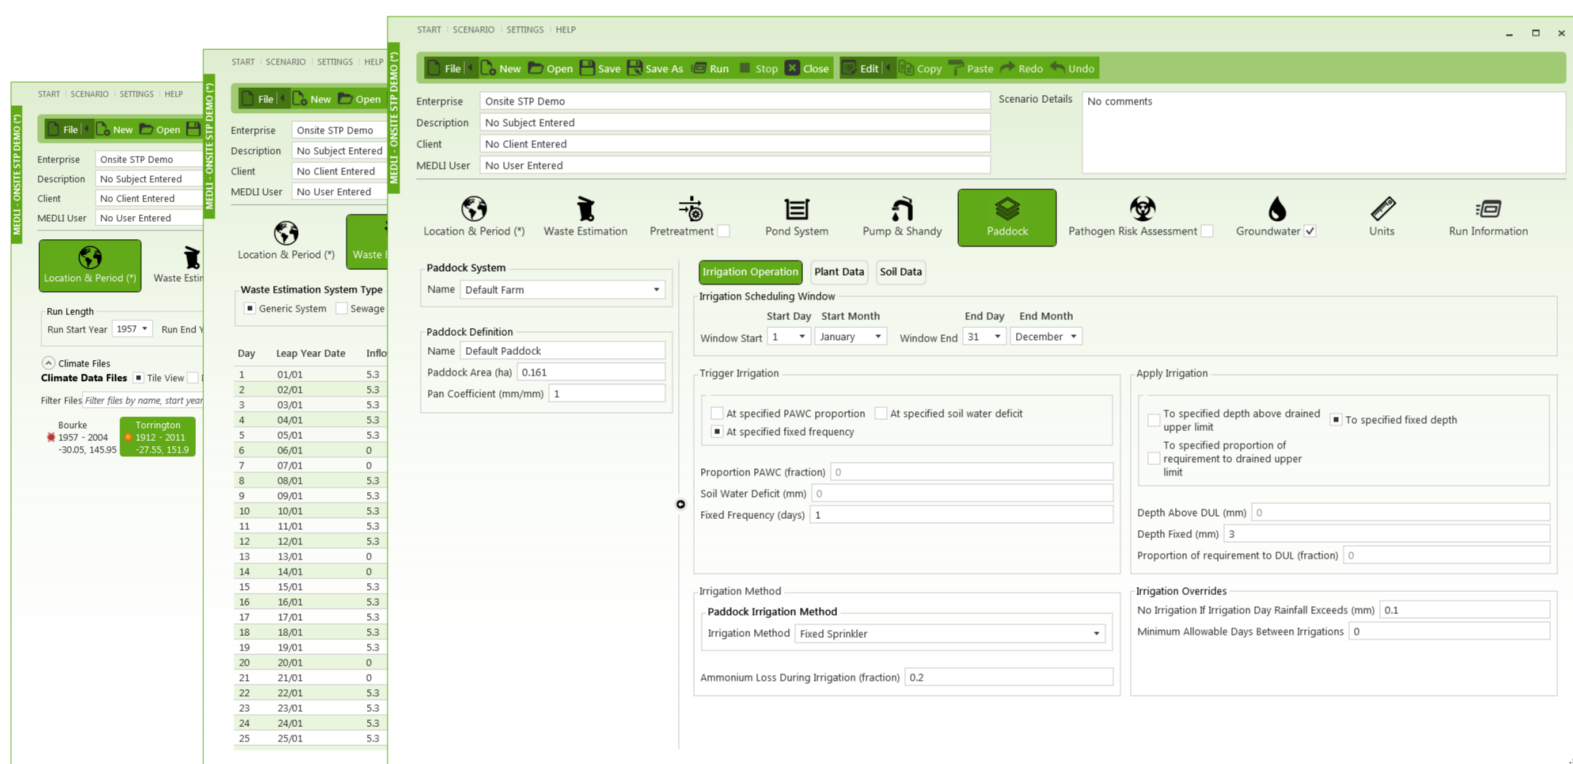 START | SCENARIO | SETTINGS | HELP
MEDLI - ONSITE STP DEMO (*)
File New Open
Enterprise Onsite STP Demo
Description No Subject Entered
Client No Client Entered
MEDLI User No User Entered
Location & Period (*) Waste Estin
Run Length
Run Start Year 1957 Run End Y
Climate Files
Climate Data Files Tile View
Filter Files Filter files by name, start year
Bourke
1957 - 2004
-30.05, 145.95
Torrington
1912 - 2011
-27.55, 151.9
START | SCENARIO | SETTINGS | HELP
MEDLI - ONSITE STP DEMO (*)
File New Open
Enterprise Onsite STP Demo
Description No Subject Entered
Client No Client Entered
MEDLI User No User Entered
Location & Period (*) Waste E
Waste Estimation System Type
Generic System Sewage
Day Leap Year Date Inflo
1 01/01 5.3
2 02/01 5.3
3 03/01 5.3
4 04/01 5.3
5 05/01 5.3
6 06/01 0
7 07/01 0
8 08/01 5.3
9 09/01 5.3
10 10/01 5.3
11 11/01 5.3
12 12/01 5.3
13 13/01 0
14 14/01 0
15 15/01 5.3
16 16/01 5.3
17 17/01 5.3
18 18/01 5.3
19 19/01 5.3
20 20/01 0
21 21/01 0
22 22/01 5.3
23 23/01 5.3
24 24/01 5.3
25 25/01 5.3
START | SCENARIO | SETTINGS | HELP
MEDLI - ONSITE STP DEMO (*)
File New Open Save Save As Run Stop Close Edit Copy Paste Redo Undo
Enterprise Onsite STP Demo Scenario Details No comments
Description No Subject Entered
Client No Client Entered
MEDLI User No User Entered
Location & Period (*) Waste Estimation Pretreatment Pond System Pump & Shandy Paddock Pathogen Risk Assessment Groundwater Units Run Information
Paddock System
Name Default Farm
Paddock Definition
Name Default Paddock
Paddock Area (ha) 0.161
Pan Coefficient (mm/mm) 1
Irrigation Operation Plant Data Soil Data
Irrigation Scheduling Window
Start Day Start Month End Day End Month
Window Start 1 January Window End 31 December
Trigger Irrigation
At specified PAWC proportion At specified soil water deficit
At specified fixed frequency
Proportion PAWC (fraction) 0
Soil Water Deficit (mm) 0
Fixed Frequency (days) 1
Apply Irrigation
To specified depth above drained
upper limit
To specified fixed depth
To specified proportion of
requirement to drained upper
limit
Depth Above DUL (mm) 0
Depth Fixed (mm) 3
Proportion of requirement to DUL (fraction) 0
Irrigation Method
Paddock Irrigation Method
Irrigation Method Fixed Sprinkler
Ammonium Loss During Irrigation (fraction) 0.2
Irrigation Overrides
No Irrigation If Irrigation Day Rainfall Exceeds (mm) 0.1
Minimum Allowable Days Between Irrigations 0